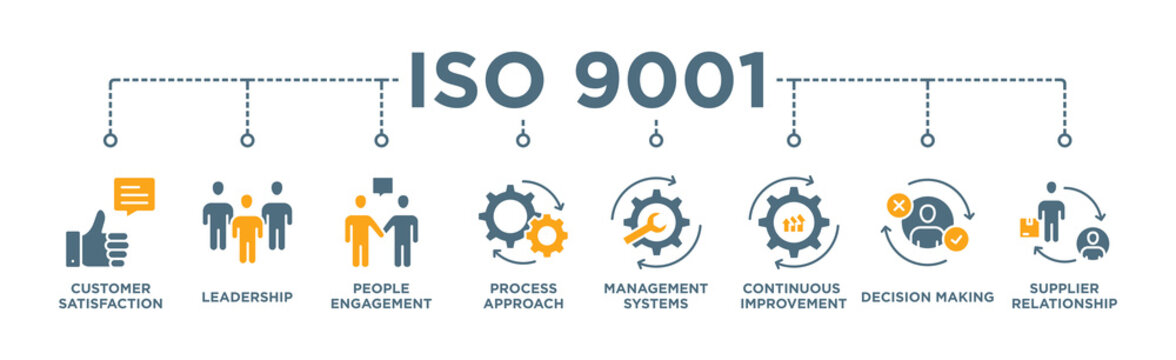 ISO 9001
CUSTOMER
SATISFACTION
LEADERSHIP
PEOPLE
ENGAGEMENT
PROCESS
APPROACH
MANAGEMENT
SYSTEMS
CONTINUOUS
IMPROVEMENT
DECISION MAKING
SUPPLIER
RELATIONSHIP